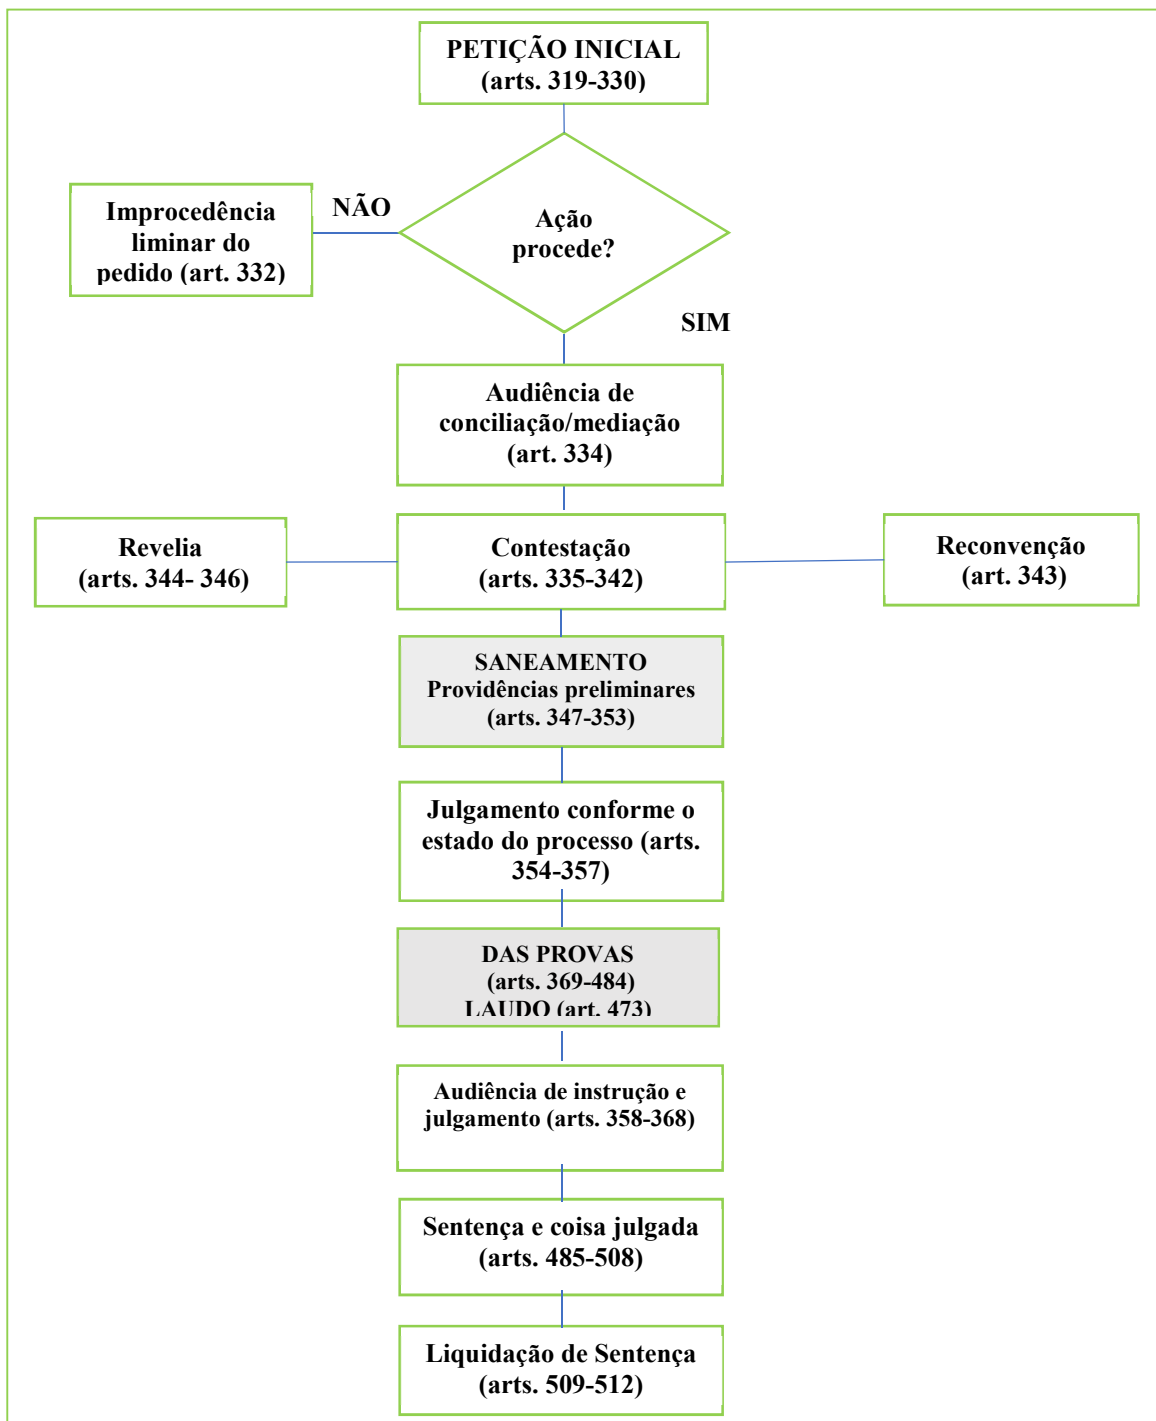 PETIÇÃO INICIAL
(arts. 319-330)
Improcedência
liminar do
pedido (art. 332)
NÃO
Ação
procede?
SIM
Audiência de
conciliação/mediação
(art. 334)
Revelia
(arts. 344- 346)
Contestação
(arts. 335-342)
Reconvenção
(art. 343)
SANEAMENTO
Providências preliminares
(arts. 347-353)
Julgamento conforme o
estado do processo (arts.
354-357)
DAS PROVAS
(arts. 369-484)
LAUDO (art. 473)
Audiência de instrução e
julgamento (arts. 358-368)
Sentença e coisa julgada
(arts. 485-508)
Liquidação de Sentença
(arts. 509-512)